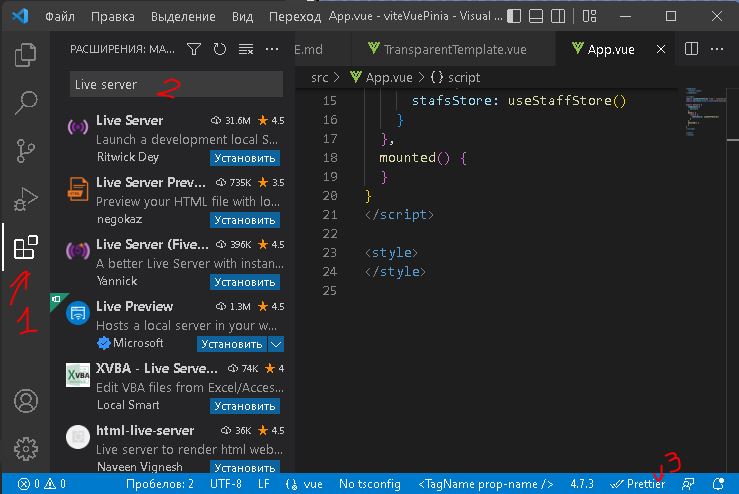 Файл Правка Выделение Вид Переход App.vue - viteVuePinia - Visual ...
РАСШИРЕНИЯ: МА...
Live server
2
Live Server 31.6M 4.5
Launch a development local S...
Ritwick Dey Установить
Live Server Prev... 735K 3.5
Preview your HTML file with lo...
negokaz Установить
Live Server (Five... 396K 4.5
A better Live Server with instan...
Yannick Установить
Live Preview 1.3M 4.5
Hosts a local server in your w...
Microsoft Установить
XVBA - Live Serve... 74K 4
Edit VBA files from Excel/Acces...
Local Smart Установить
html-live-server 36K 4.5
Live server to render html web...
Naveen Vignesh Установить
1
E.md TransparentTemplate.vue App.vue
src > App.vue > {} script
15 stafsStore: useStaffStore()
16 }
17 },
18 mounted() {
19 }
20 }
21 </script>
22
23 <style>
24 </style>
25
3
0 0 Пробелов: 2 UTF-8 LF vue No tsconfig <TagName prop-name /> 4.7.3 Prettier